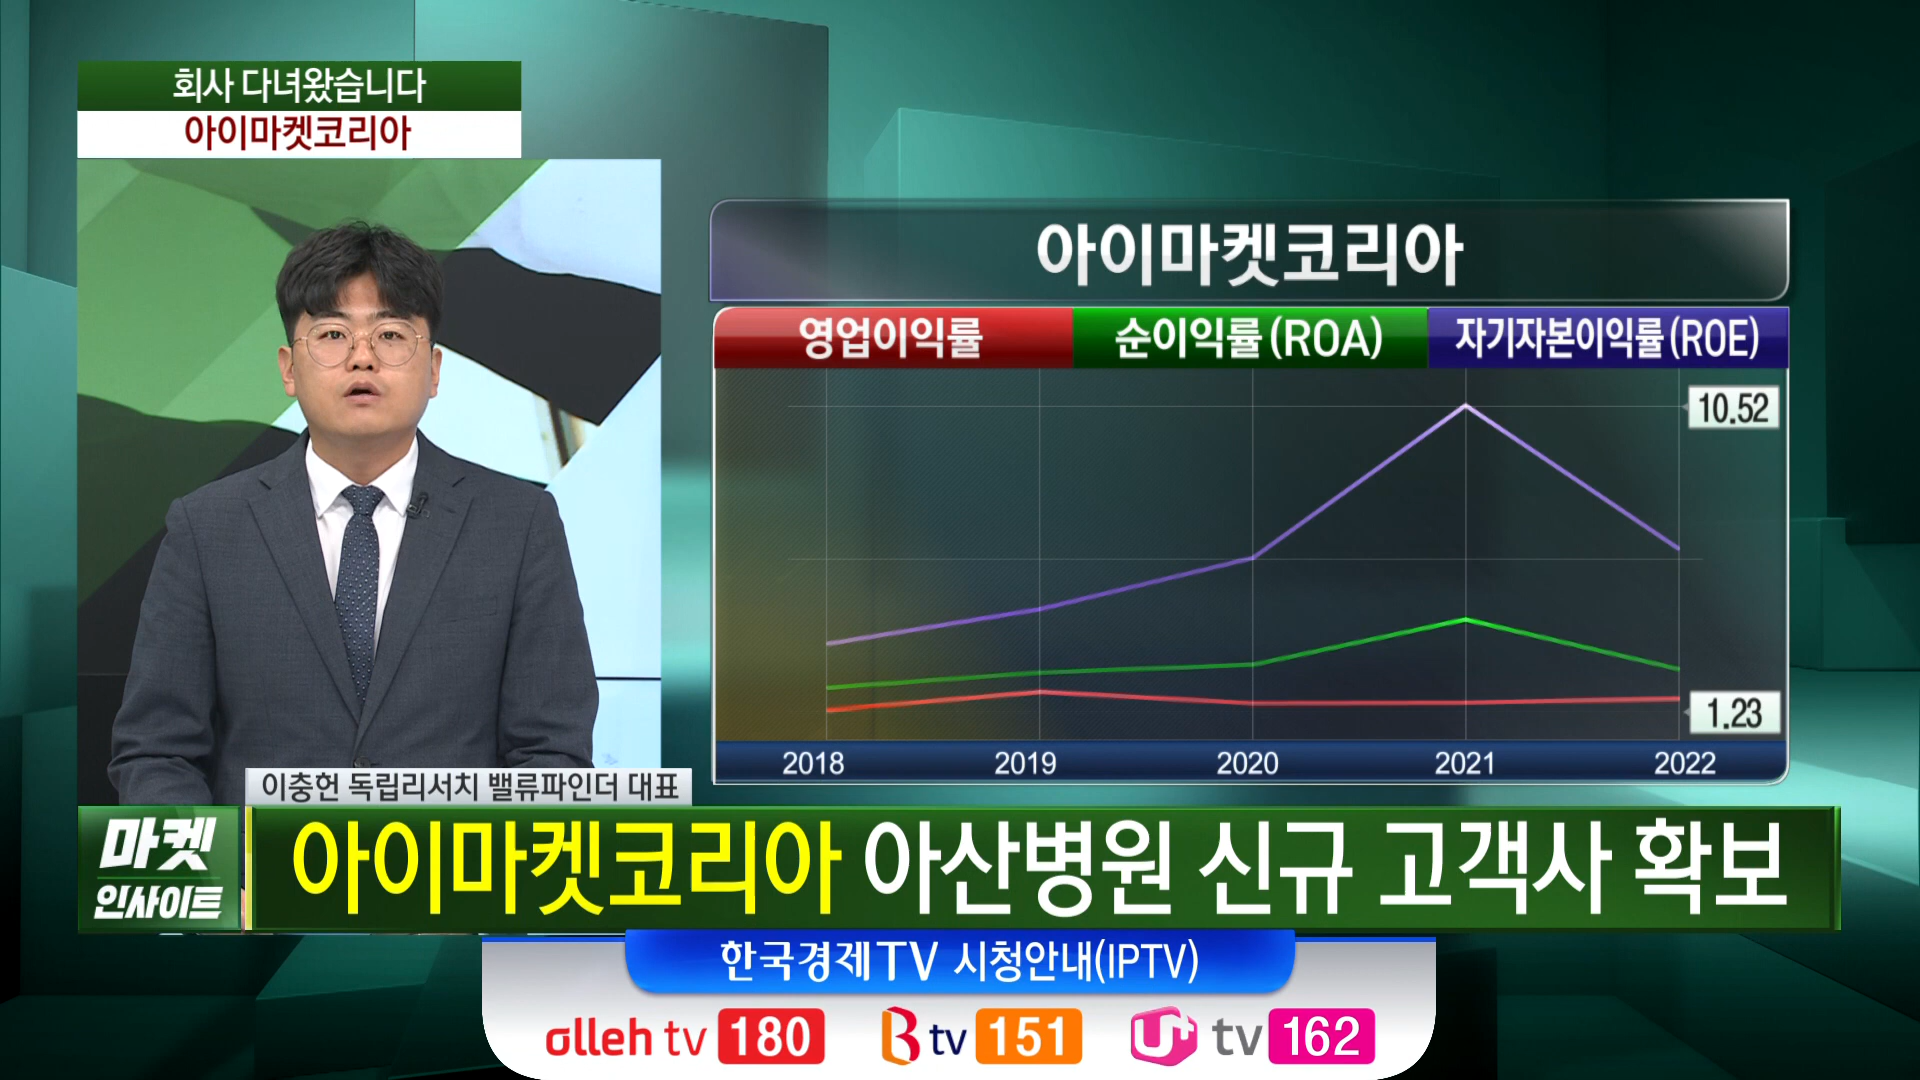 회사 다녀왔습니다
아이마켓코리아
아이마켓코리아
영업이익률
순이익률(ROA)
자기자본이익률(ROE)
10.52
1.23
2018
2019
2020
2021
2022
이충헌 독립리서치 밸류파인더 대표
마켓
인사이트
아이마켓코리아 아산병원 신규 고객사 확보
한국경제TV 시청안내(IPTV)
olleh tv 180
B tv 151
U+ tv 162